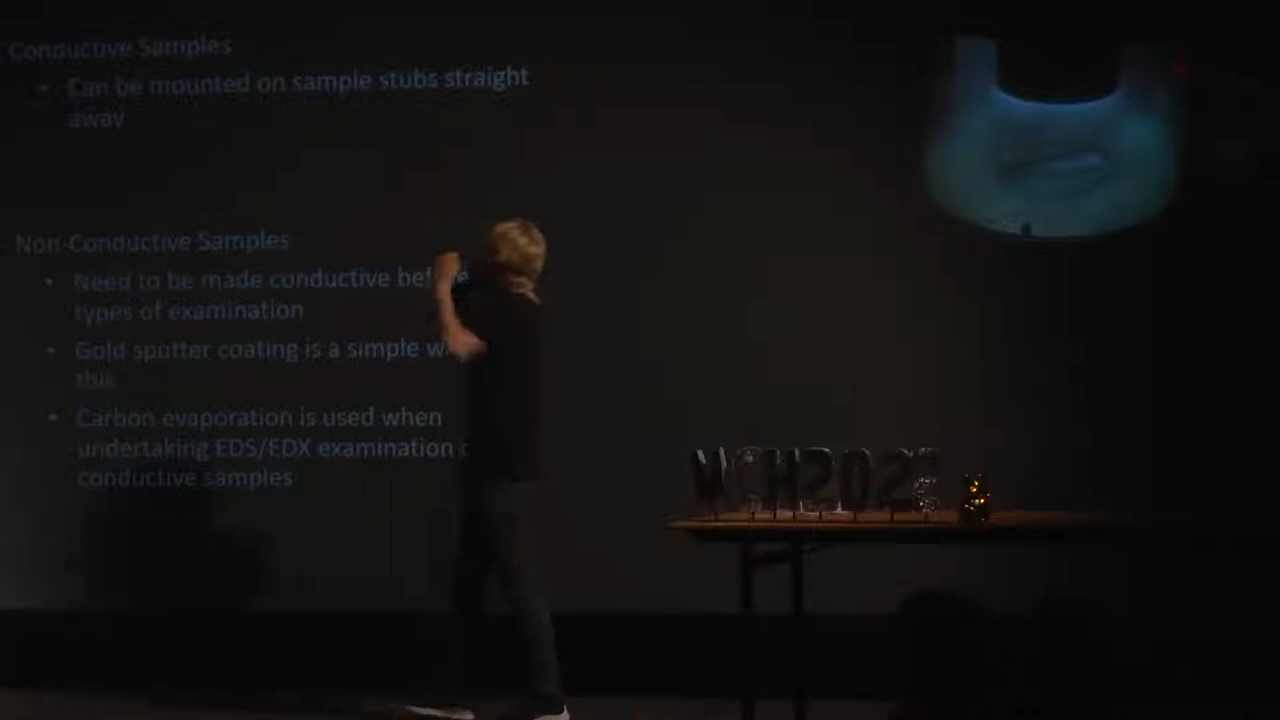 Conductive Samples
• Can be mounted on sample stubs straight
away
Non-Conductive Samples
• Need to be made conductive before
types of examination
• Gold sputter coating is a simple
this
• Carbon evaporation is used when
undertaking EDS/EDX examination
conductive samples
MCH2022